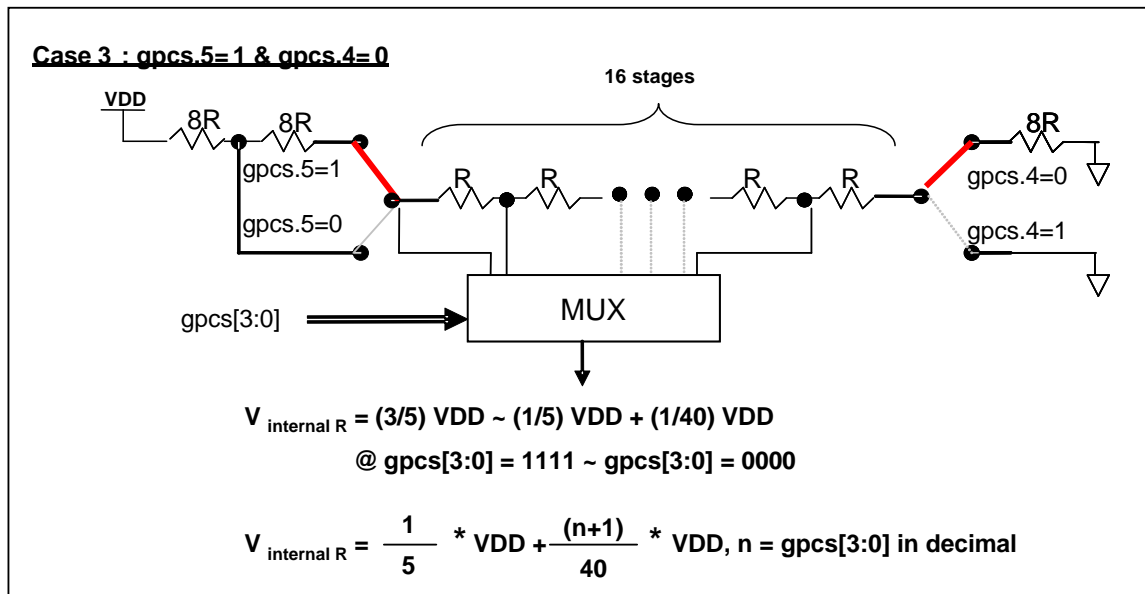 Case 3 : gpcs.5= 1 & gpcs.4= 0
16 stages
VDD
8R 8R 8R
gpcs.5=1 R R R R gpcs.4=0
gpcs.5=0 gpcs.4=1
MUX
gpcs[3:0]
V internal R = (3/5) VDD ~ (1/5) VDD + (1/40) VDD
@ gpcs[3:0] = 1111 ~ gpcs[3:0] = 0000
V internal R = 1/5 * VDD + (n+1)/40 * VDD, n = gpcs[3:0] in decimal